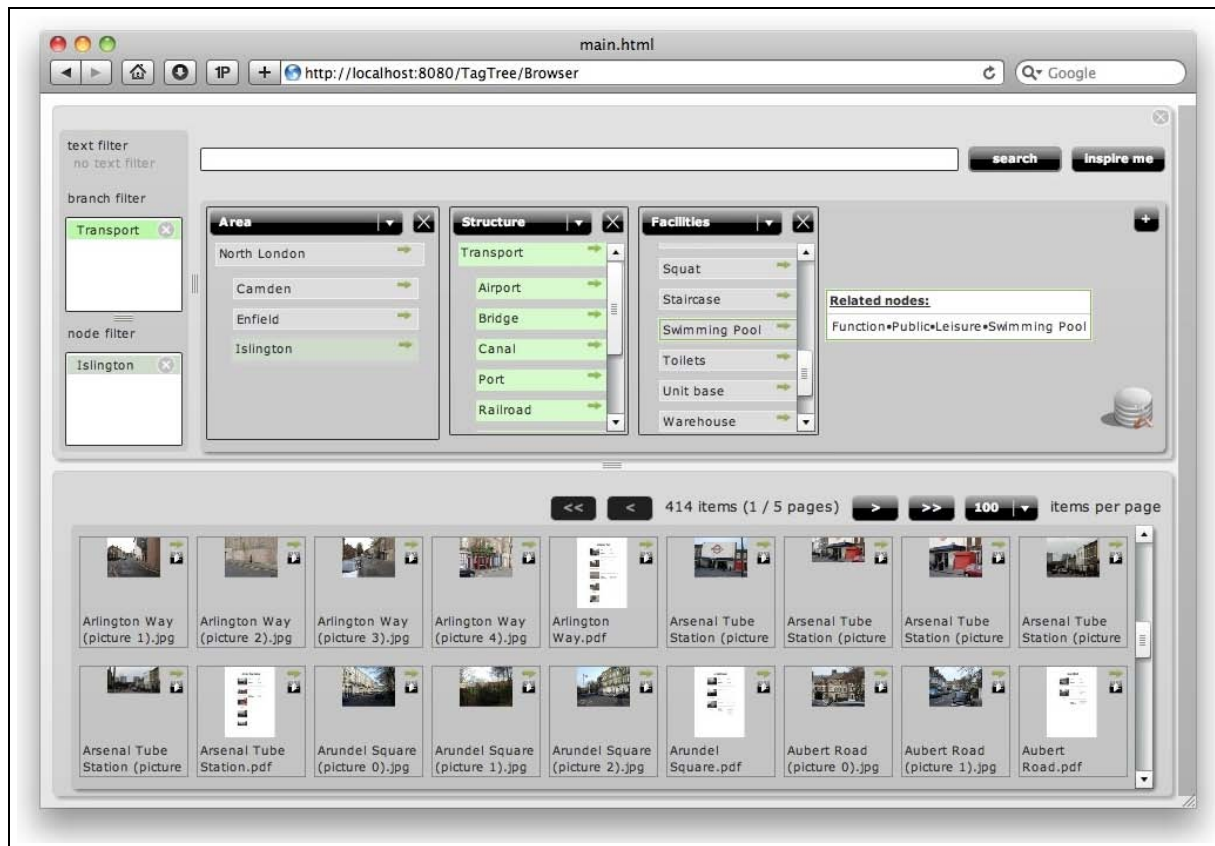 main.html
1P
+
http://localhost:8080/TagTree/Browser
Google
text filter
no text filter
search
inspire me
branch filter
Transport
node filter
Islington
Area
North London
Camden
Enfield
Islington
Structure
Transport
Airport
Bridge
Canal
Port
Railroad
Facilities
Squat
Staircase
Swimming Pool
Toilets
Unit base
Warehouse
+
Related nodes:
Function•Public•Leisure•Swimming Pool
<< < 414 items (1 / 5 pages) > >> 100 items per page
Arlington Way
(picture 1).jpg
Arlington Way
(picture 2).jpg
Arlington Way
(picture 3).jpg
Arlington Way
(picture 4).jpg
Arlington
Way.pdf
Arsenal Tube
Station (picture
Arsenal Tube
Station (picture
Arsenal Tube
Station (picture
Arsenal Tube
Station (picture
Arsenal Tube
Station (picture
Arsenal Tube
Station.pdf
Arundel Square
(picture 0).jpg
Arundel Square
(picture 1).jpg
Arundel Square
(picture 2).jpg
Arundel
Square.pdf
Aubert Road
(picture 0).jpg
Aubert Road
(picture 1).jpg
Aubert
Road.pdf